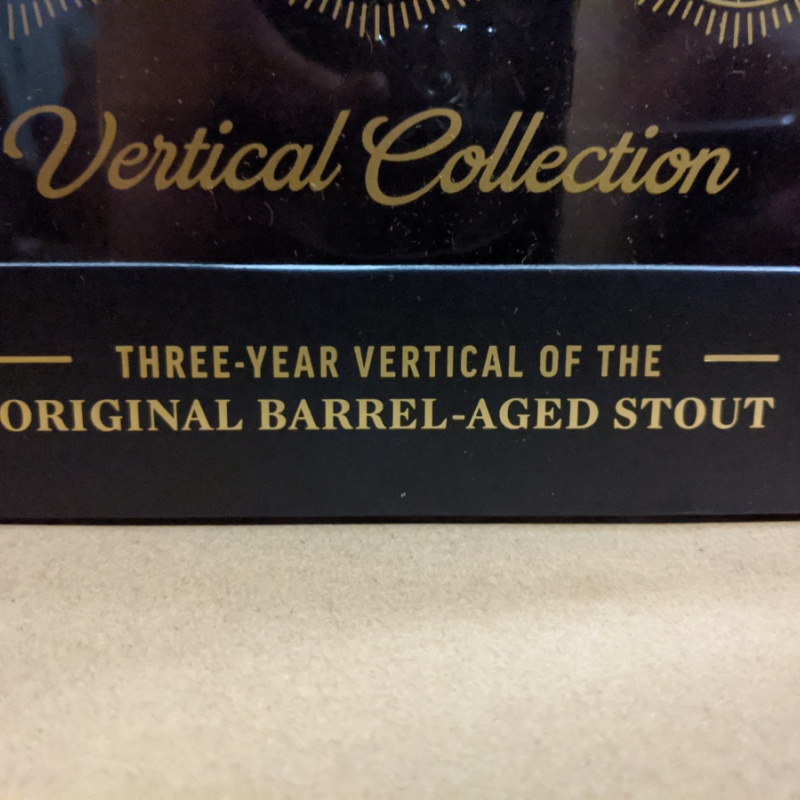 Vertical Collection
THREE-YEAR VERTICAL OF THE
ORIGINAL BARREL-AGED STOUT